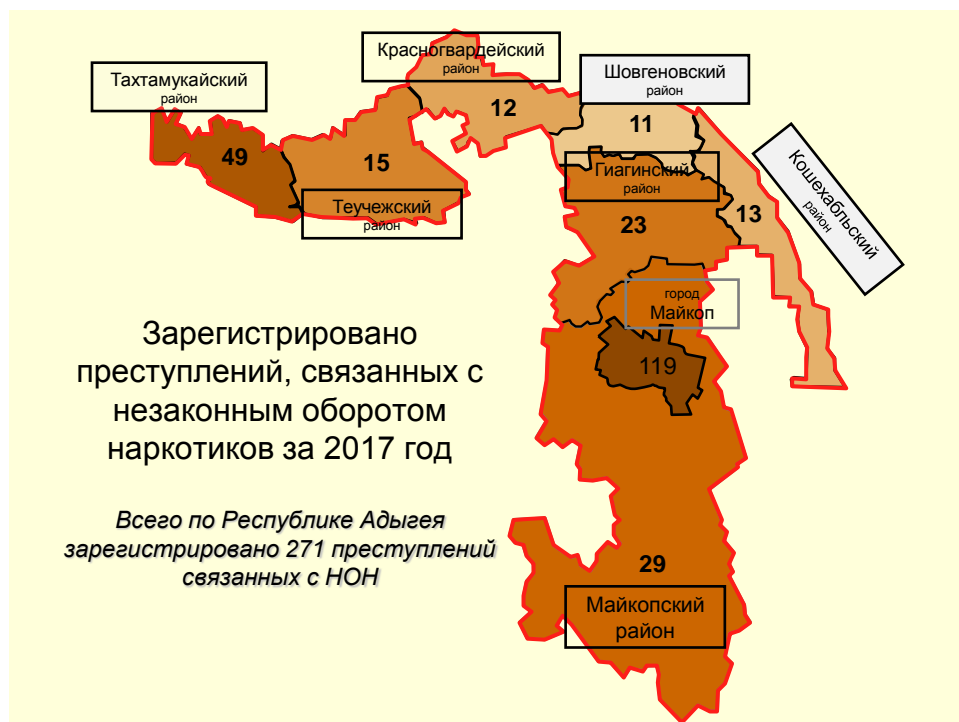 Красногвардейский
район
Тахтамукайский
район
Шовгеновский
район
12
11
49
15
Гиагинский
район
Кошехабльский
район
Теучежский
район
13
23
город
Майкоп
119
Зарегистрировано
преступлений, связанных с
незаконным оборотом
наркотиков за 2017 год
Всего по Республике Адыгея
зарегистрировано 271 преступлений
связанных с НОН
29
Майкопский
район